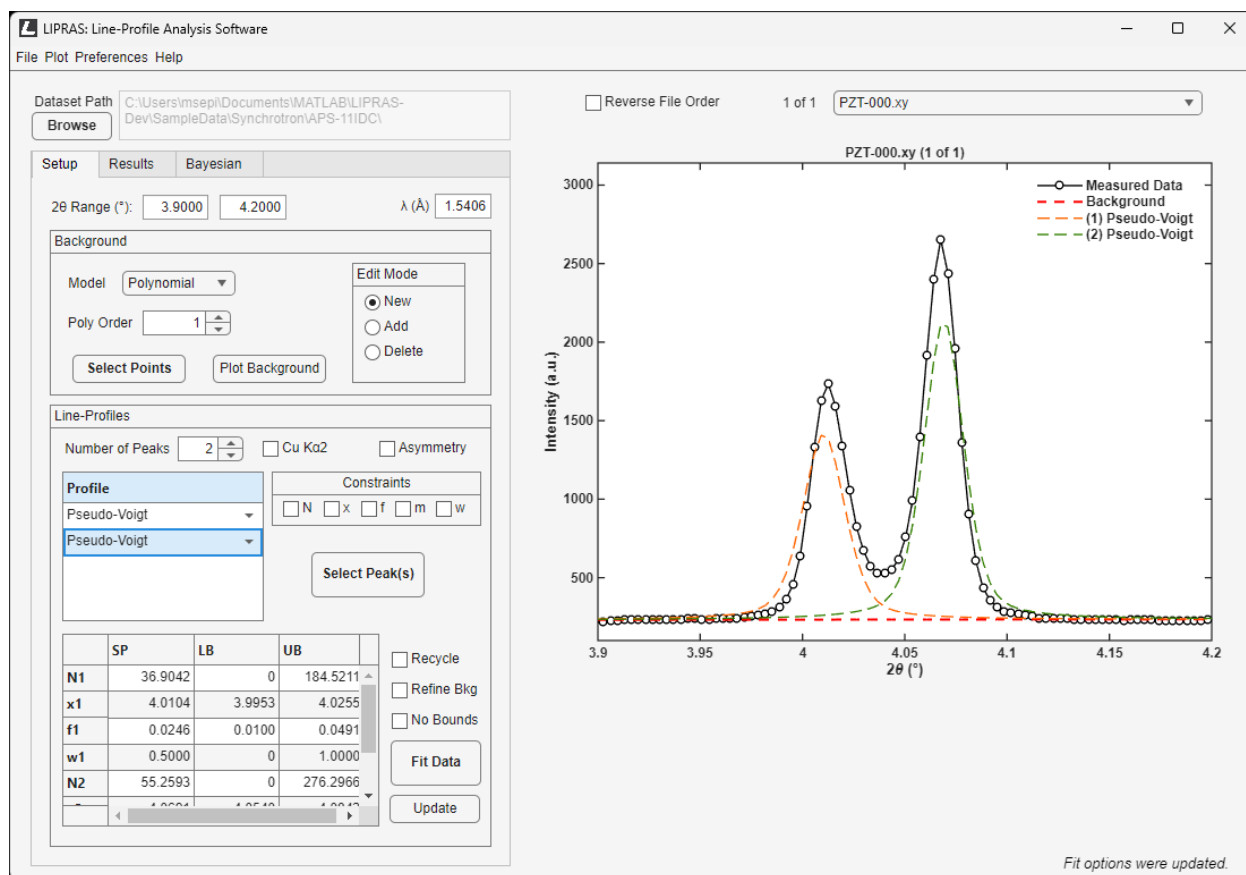 LIPRAS: Line-Profile Analysis Software
File Plot Preferences Help
Dataset Path
C:\Users\msepi\Documents\MATLAB\LIPRAS-
Dev\SampleData\Synchrotron\APS-11IDC\
Browse
Reverse File Order
1 of 1
PZT-000.xy
Setup Results Bayesian
2θ Range (°): 3.9000 4.2000 λ (Å) 1.5406
Background
Model Polynomial
Poly Order 1
Select Points Plot Background
Edit Mode
New
Add
Delete
Line-Profiles
Number of Peaks 2 Cu Kα2 Asymmetry
Profile
Pseudo-Voigt
Pseudo-Voigt
Constraints
N x f m w
Select Peak(s)
SP LB UB
N1 36.9042 0 184.5211
x1 4.0104 3.9953 4.0255
f1 0.0246 0.0100 0.0491
w1 0.5000 0 1.0000
N2 55.2593 0 276.2966
Recycle
Refine Bkg
No Bounds
Fit Data
Update
PZT-000.xy (1 of 1)
Measured Data
Background
(1) Pseudo-Voigt
(2) Pseudo-Voigt
Intensity (a.u.)
3000
2500
2000
1500
1000
500
3.9 3.95 4 4.05 4.1 4.15 4.2
2θ (°)
Fit options were updated.